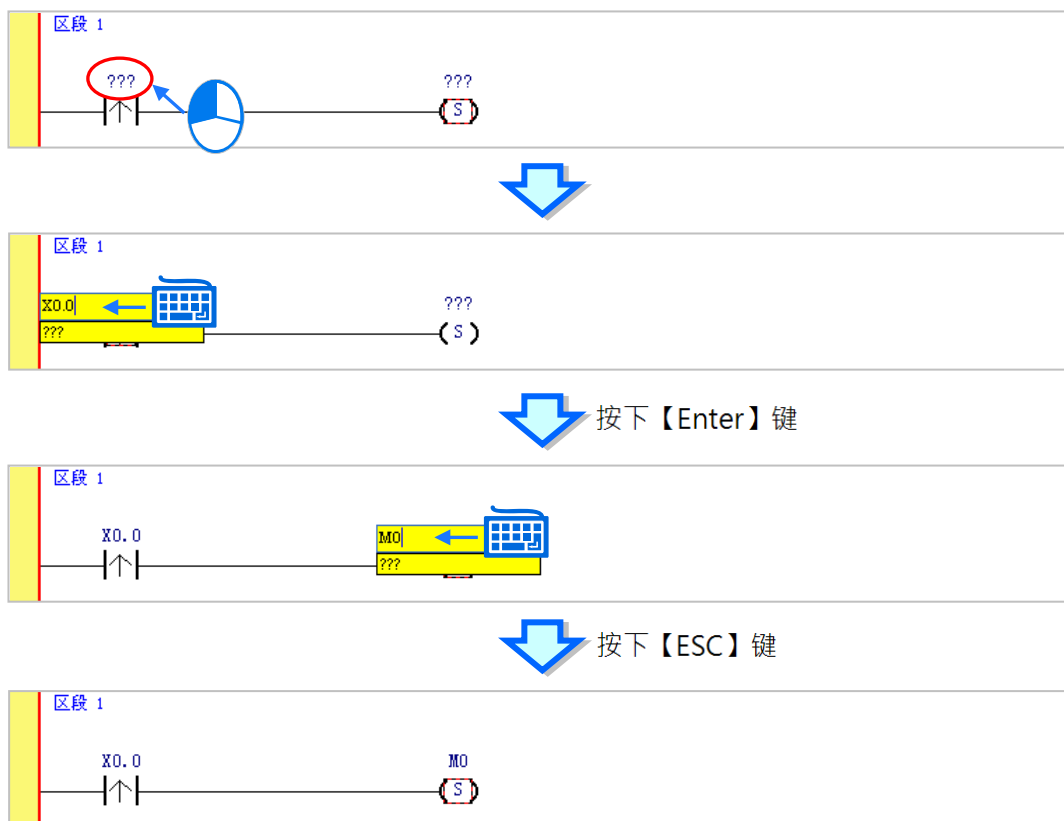 区段 1
??? ???
S
区段 1
X0.0 ???
??? S
按下【Enter】键
区段 1
X0.0 M0
???
按下【ESC】键
区段 1
X0.0 M0
S